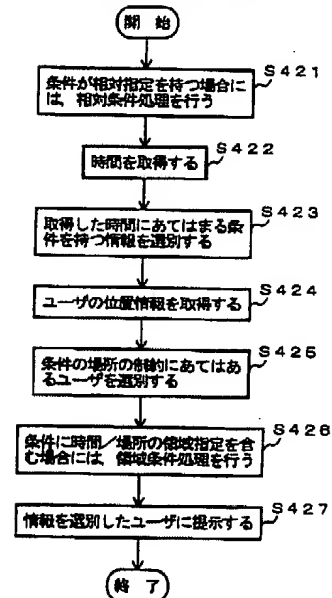 開 始
S421
条件が相対指定を持つ場合に
は、相対条件処理を行う
S422
時間を取得する
S423
取得した時間にあてはまる条
件を持つ情報を選別する
S424
ユーザの位置情報を取得する
S425
条件の場所の制約にあてはあ
るユーザを選別する
S426
条件に時間/場所の領域指定を含
む場合には、領域条件処理を行う
S427
情報を選別したユーザに提示する
終 了